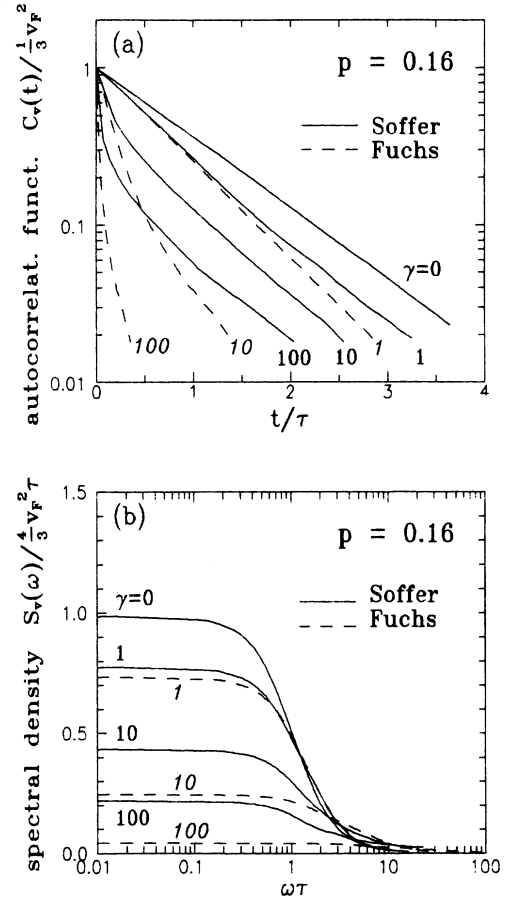 (a)
p = 0.16
Soffer
Fuchs
γ=0
100
10
100
10
1
1
1
0.1
0.01
0
1
2
3
4
t/τ
autocorrelat. funct. Cᵥ(t)/⅓v_F²
(b)
p = 0.16
Soffer
Fuchs
γ=0
1
1
10
10
100
100
1.5
1.0
0.5
0.0
0.01
0.1
1
10
100
ωτ
spectral density Sᵥ(ω)/4/3 v_F²τ